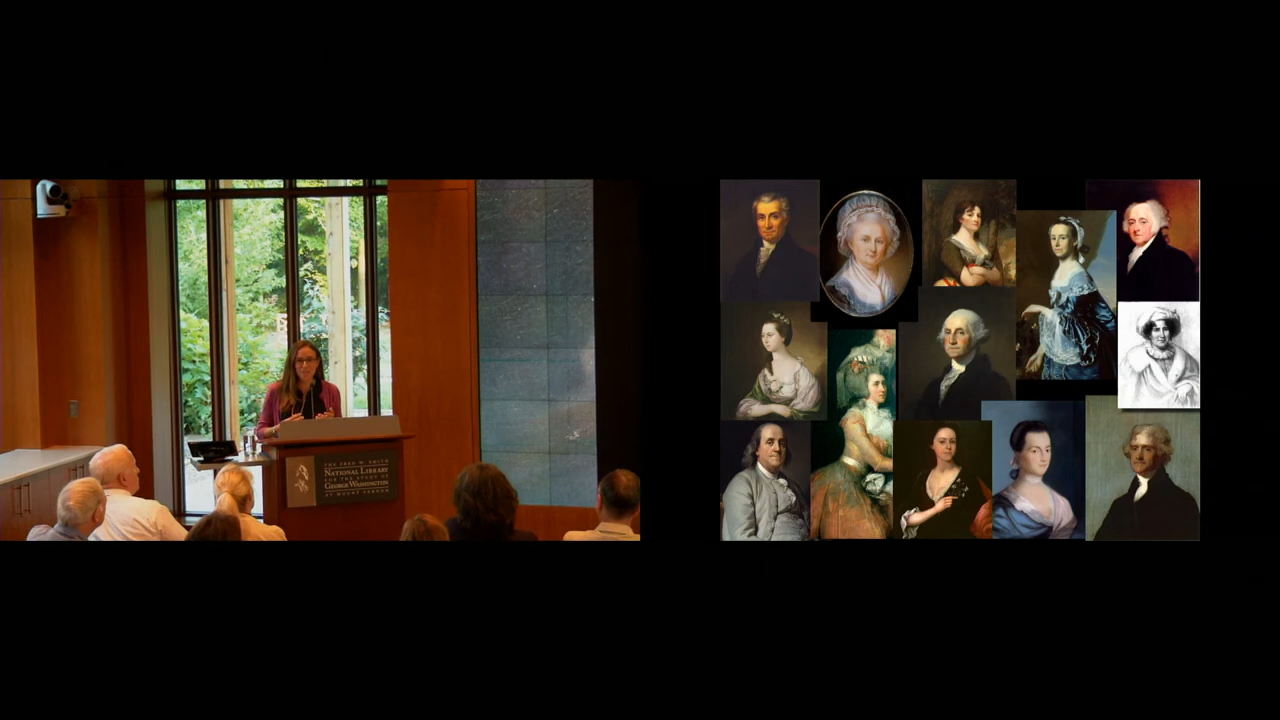 THE FRED W. SMITH
NATIONAL LIBRARY
FOR THE STUDY OF
GEORGE WASHINGTON
AT MOUNT VERNON